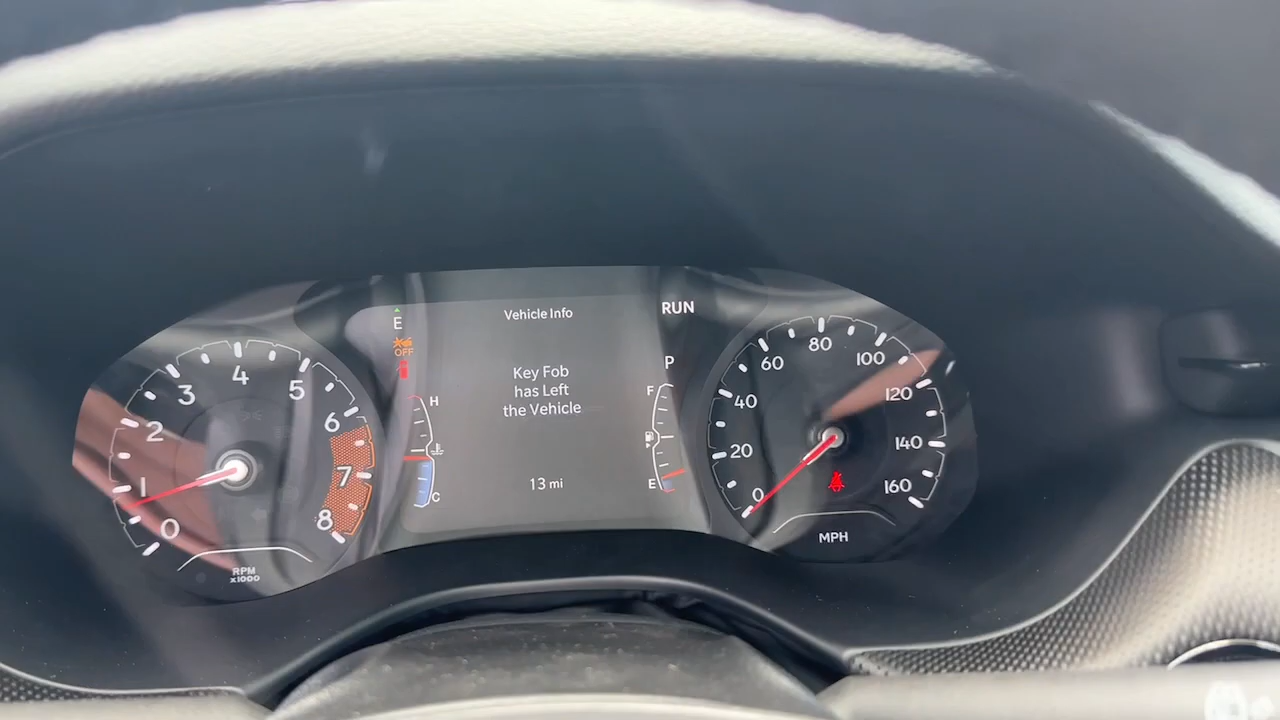 Vehicle Info
RUN
E
OFF
Key Fob
has Left
the Vehicle
13 mi
P
H
C
F
E
0
1
2
3
4
5
6
7
8
RPM
x1000
0
20
40
60
80
100
120
140
160
MPH